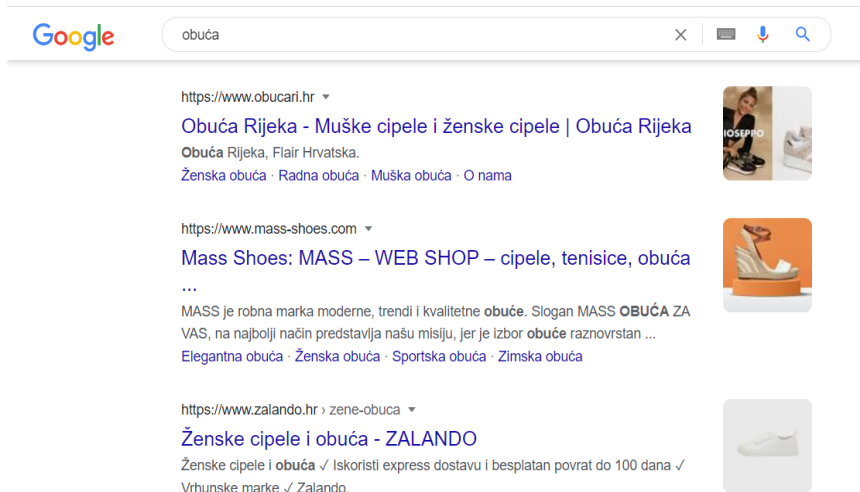 Google
obuća
https://www.obucari.hr
Obuća Rijeka - Muške cipele i ženske cipele | Obuća Rijeka
Obuća Rijeka, Flair Hrvatska.
Ženska obuća · Radna obuća · Muška obuća · O nama
IOSEPPO
https://www.mass-shoes.com
Mass Shoes: MASS – WEB SHOP – cipele, tenisice, obuća
...
MASS je robna marka moderne, trendi i kvalitetne obuće. Slogan MASS OBUĆA ZA
VAS, na najbolji način predstavlja našu misiju, jer je izbor obuće raznovrstan ...
Elegantna obuća · Ženska obuća · Sportska obuća · Zimska obuća
https://www.zalando.hr › zene-obuca
Ženske cipele i obuća - ZALANDO
Ženske cipele i obuća ✓ Iskoristi express dostavu i besplatan povrat do 100 dana ✓
Vrhunske marke ✓ Zalando.